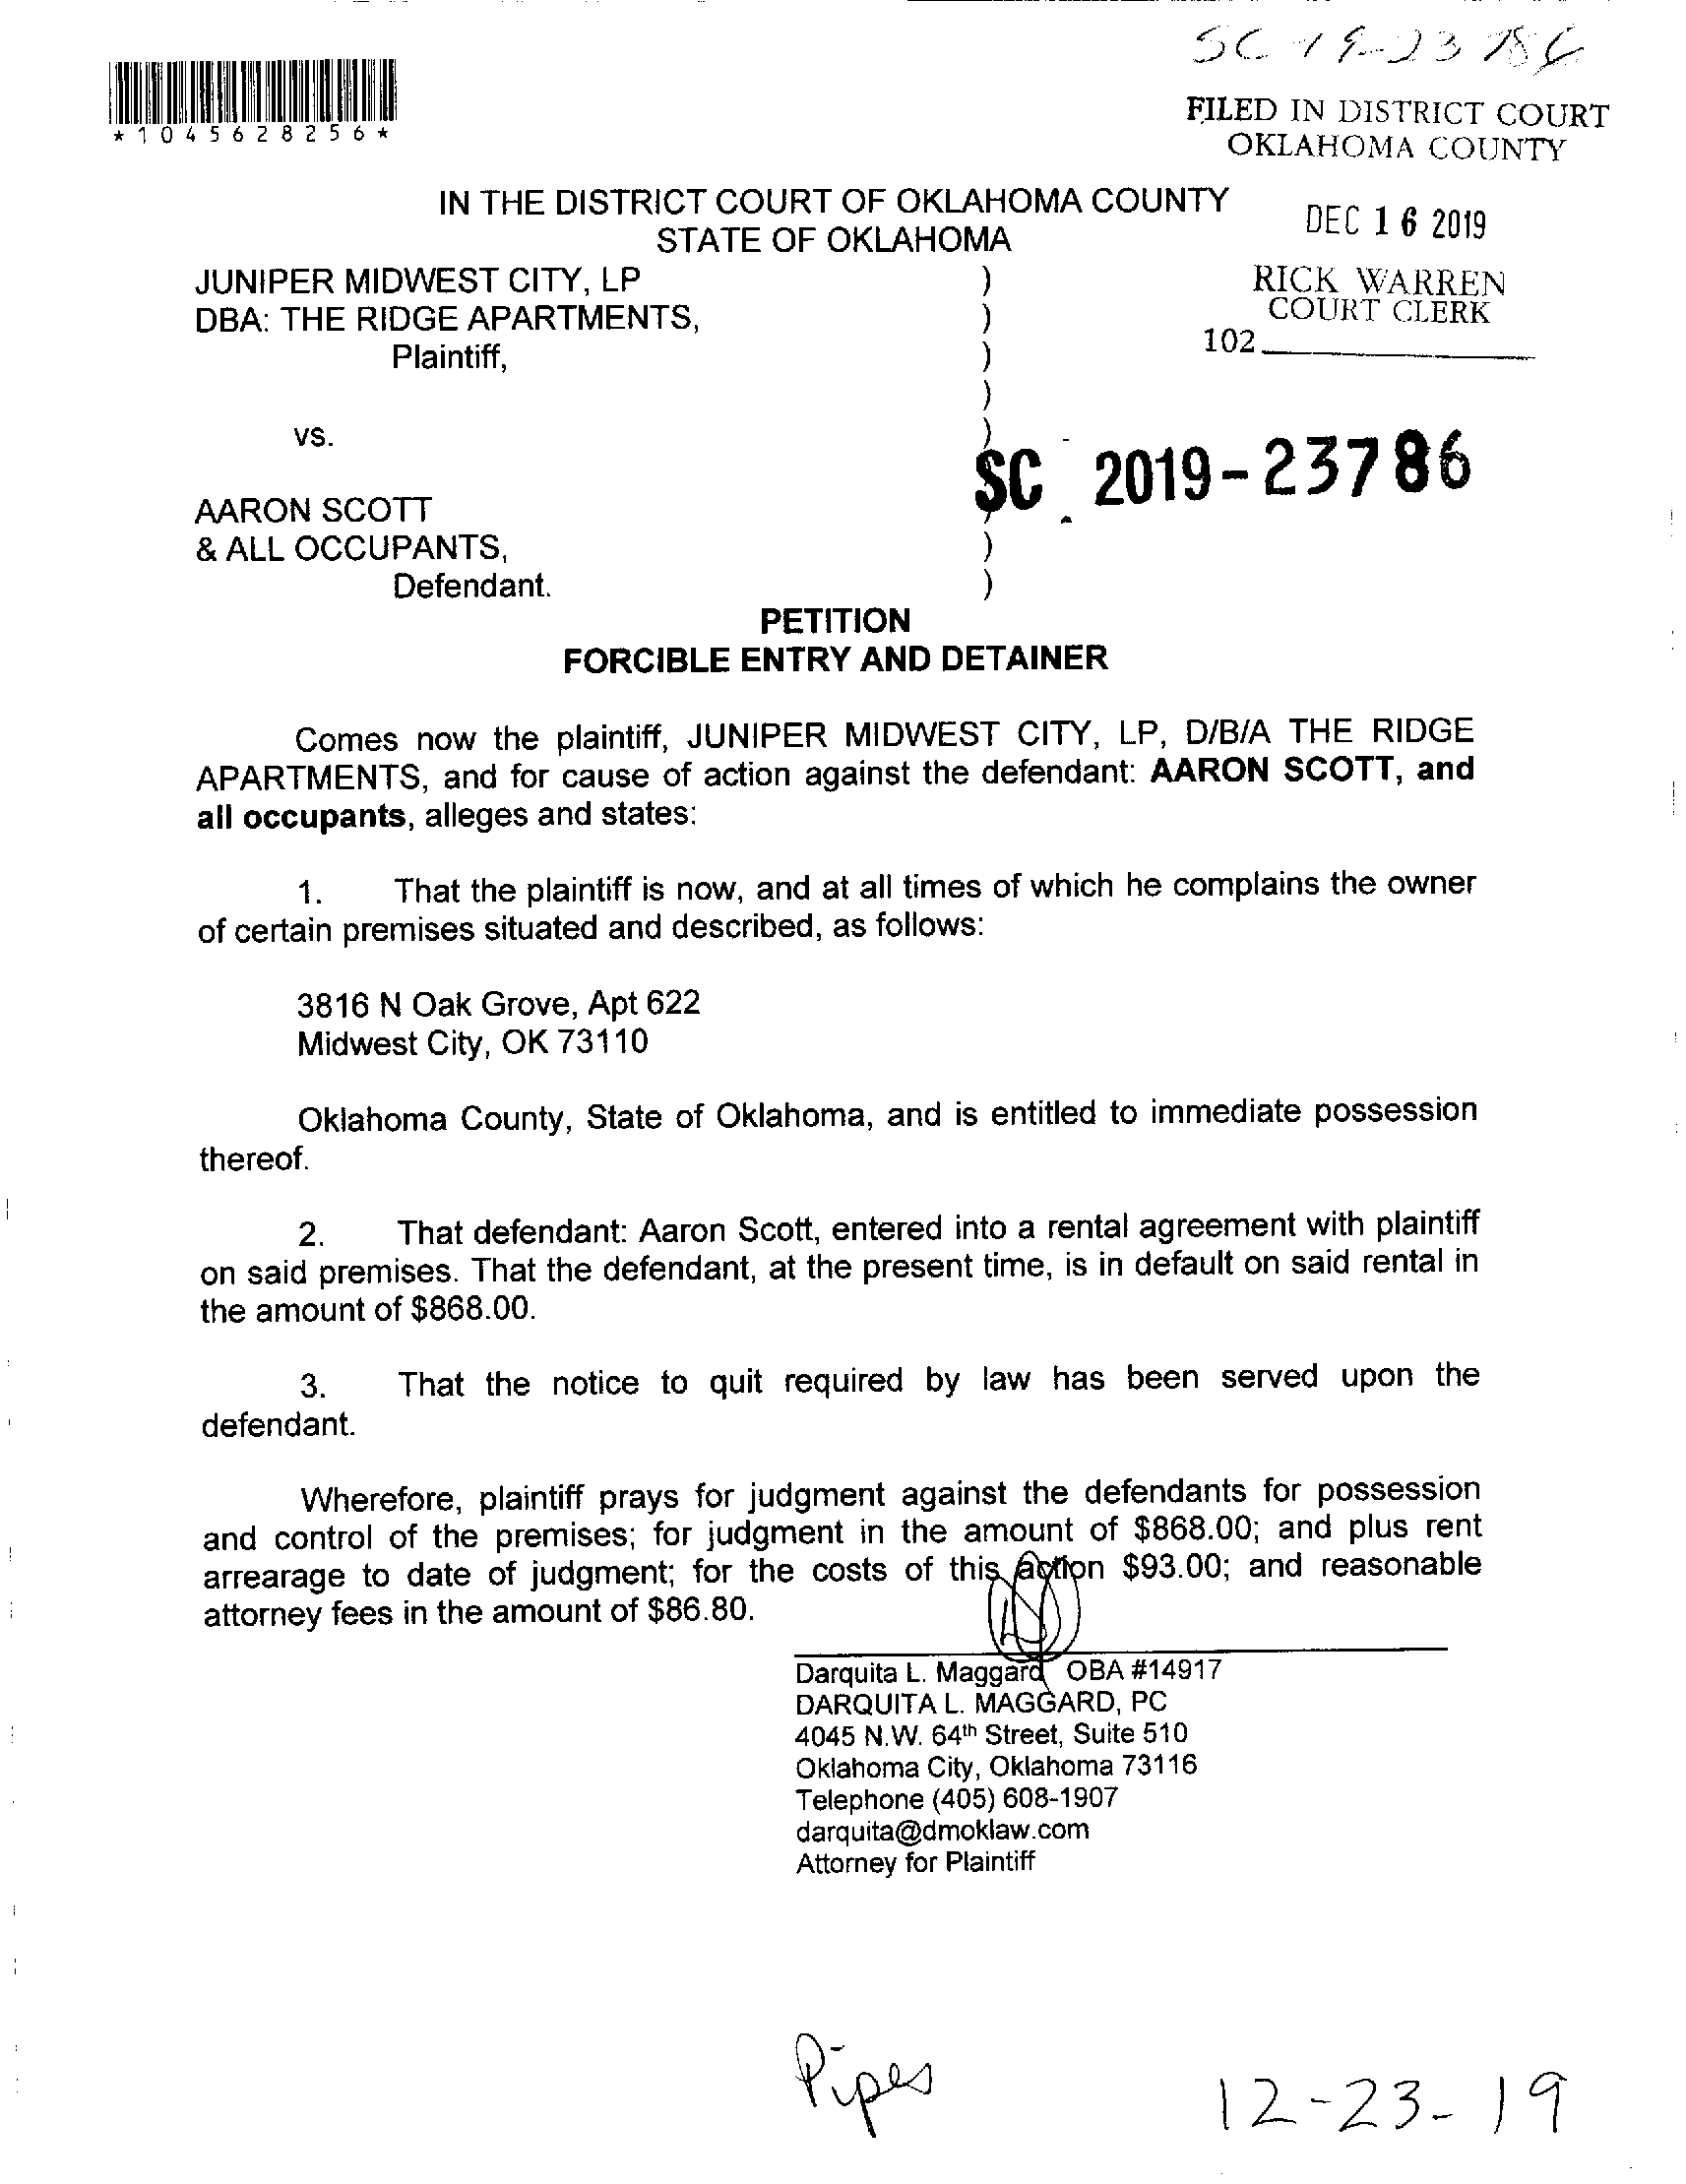 SC 19-23786
*1045628256*
FILED IN DISTRICT COURT
OKLAHOMA COUNTY
IN THE DISTRICT COURT OF OKLAHOMA COUNTY
STATE OF OKLAHOMA
DEC 16 2019
JUNIPER MIDWEST CITY, LP )
DBA: THE RIDGE APARTMENTS, )
Plaintiff, )
RICK WARREN
COURT CLERK
102
)
vs. )
SC 2019-23786
AARON SCOTT )
& ALL OCCUPANTS, )
Defendant. )
PETITION
FORCIBLE ENTRY AND DETAINER
Comes now the plaintiff, JUNIPER MIDWEST CITY, LP, D/B/A THE RIDGE
APARTMENTS, and for cause of action against the defendant: AARON SCOTT, and
all occupants, alleges and states:
1. That the plaintiff is now, and at all times of which he complains the owner
of certain premises situated and described, as follows:
3816 N Oak Grove, Apt 622
Midwest City, OK 73110
Oklahoma County, State of Oklahoma, and is entitled to immediate possession
thereof.
2. That defendant: Aaron Scott, entered into a rental agreement with plaintiff
on said premises. That the defendant, at the present time, is in default on said rental in
the amount of $868.00.
3. That the notice to quit required by law has been served upon the
defendant.
Wherefore, plaintiff prays for judgment against the defendants for possession
and control of the premises; for judgment in the amount of $868.00; and plus rent
arrearage to date of judgment; for the costs of this action $93.00; and reasonable
attorney fees in the amount of $86.80.
Darquita L. Maggard OBA #14917
DARQUITA L. MAGGARD, PC
4045 N.W. 64th Street, Suite 510
Oklahoma City, Oklahoma 73116
Telephone (405) 608-1907
darquita@dmoklaw.com
Attorney for Plaintiff
Pipes
12-23-19